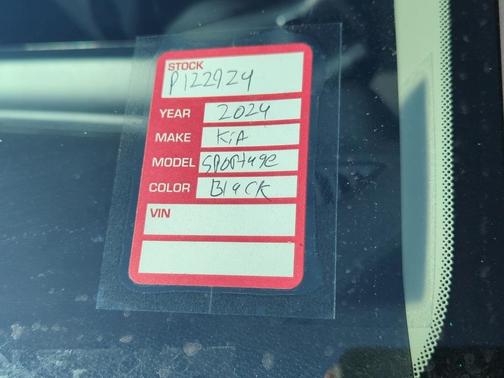 STOCK
P122924
YEAR 2024
MAKE KiA
MODEL Sportage
COLOR Black
VIN